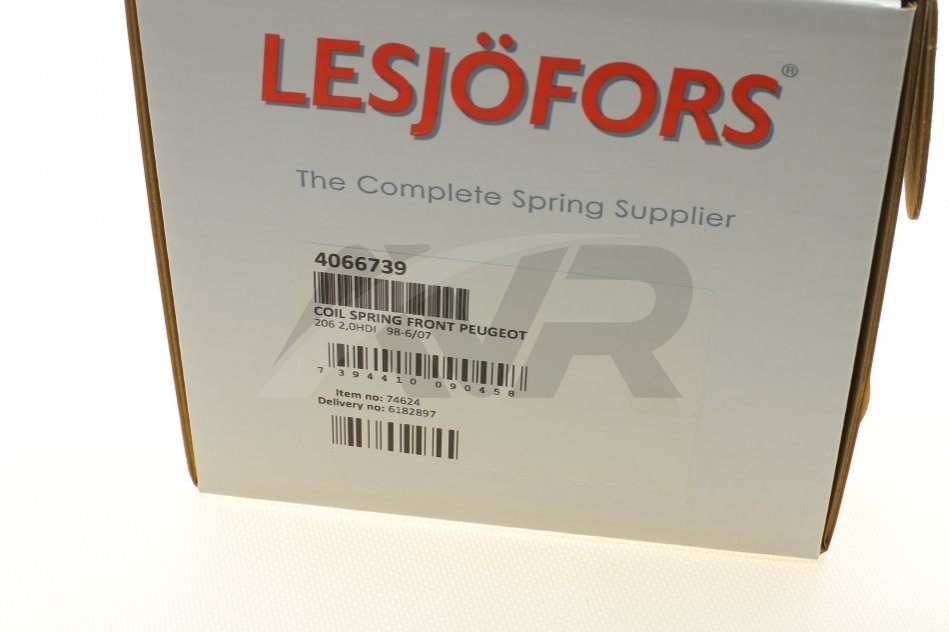 LESJÖFORS®
The Complete Spring Supplier
4066739
COIL SPRING FRONT PEUGEOT
206 2,0HDI 98-6/07
7 394410 090458
Item no: 74624
Delivery no: 6182897
AVR